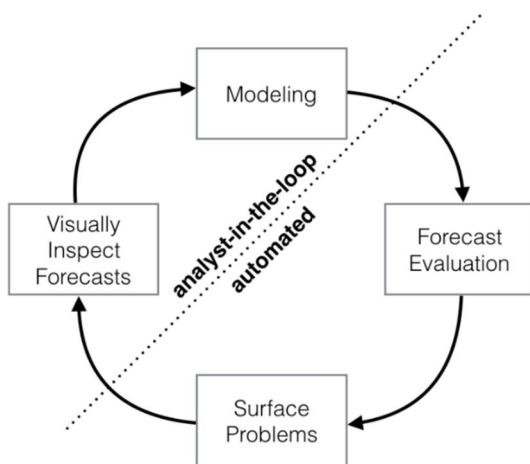 Modeling
analyst-in-the-loop
automated
Visually
Inspect
Forecasts
Forecast
Evaluation
Surface
Problems